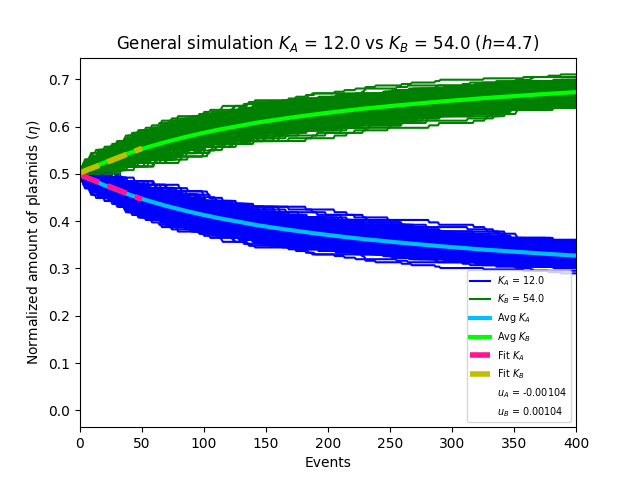 General simulation K_A = 12.0 vs K_B = 54.0 (h=4.7)
Normalized amount of plasmids (η)
0.7
0.6
0.5
0.4
0.3
0.2
0.1
0.0
K_A = 12.0
K_B = 54.0
Avg K_A
Avg K_B
Fit K_A
Fit K_B
u_A = -0.00104
u_B = 0.00104
0 50 100 150 200 250 300 350 400
Events